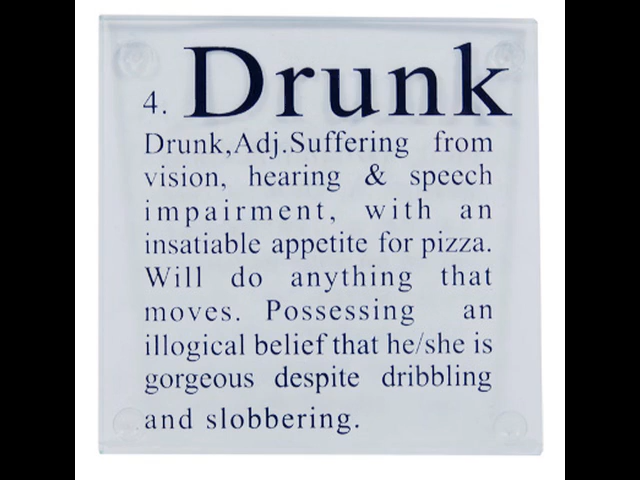 4. Drunk
Drunk,Adj.Suffering from
vision, hearing & speech
impairment, with an
insatiable appetite for pizza.
Will do anything that
moves. Possessing an
illogical belief that he/she is
gorgeous despite dribbling
and slobbering.